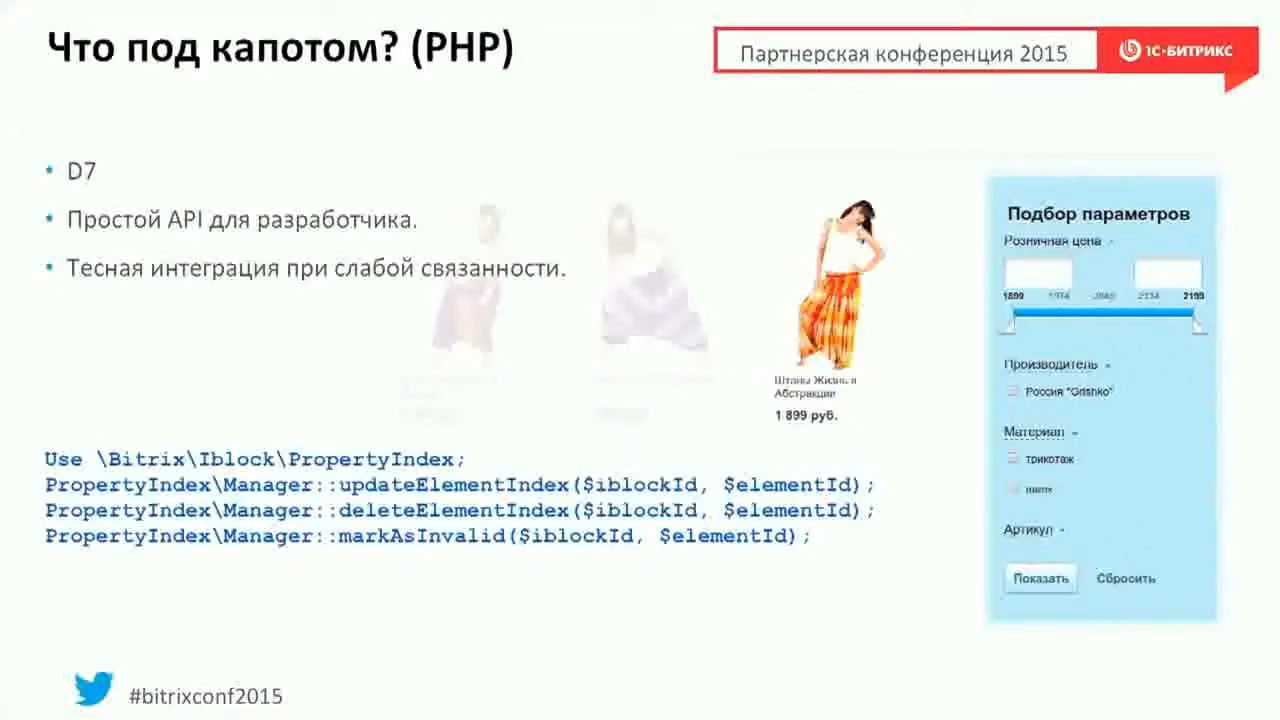 Что под капотом? (PHP)
Партнерская конференция 2015
1С-БИТРИКС
• D7
• Простой API для разработчика.
• Тесная интеграция при слабой связанности.
Штаны Жизнь в
Абстракции
1 899 руб.
Use \Bitrix\Iblock\PropertyIndex;
PropertyIndex\Manager::updateElementIndex($iblockId, $elementId);
PropertyIndex\Manager::deleteElementIndex($iblockId, $elementId);
PropertyIndex\Manager::markAsInvalid($iblockId, $elementId);
Подбор параметров
Розничная цена
1899 1974 2134 2199
Производитель
Россия "Grishko"
Материал
трикотаж
Артикул
Показать Сбросить
#bitrixconf2015